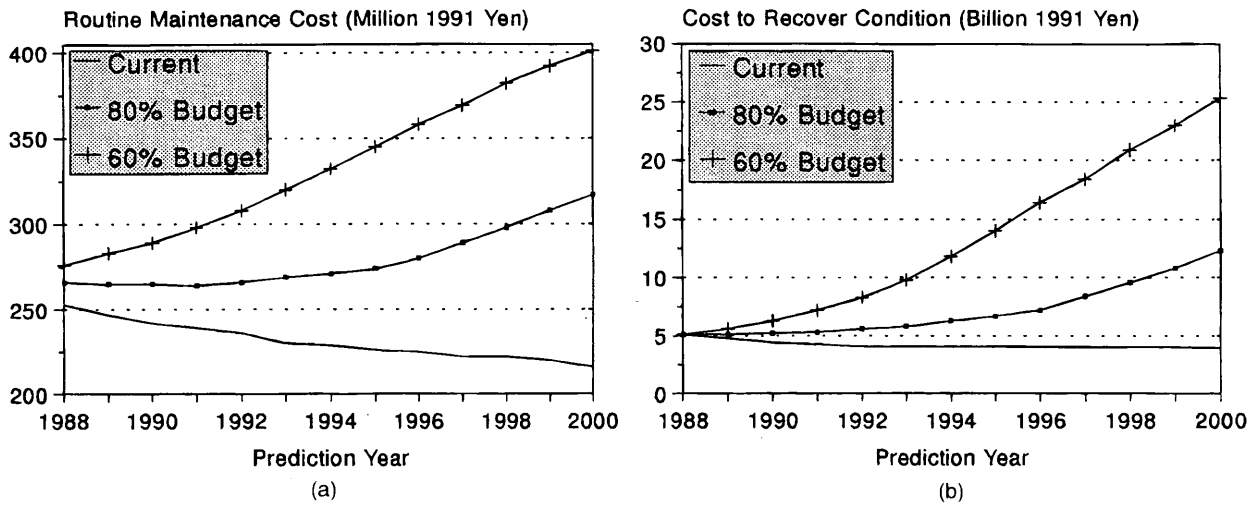 Routine Maintenance Cost (Million 1991 Yen)
400
350
300
250
200
Current
80% Budget
60% Budget
1988 1990 1992 1994 1996 1998 2000
Prediction Year
(a)
Cost to Recover Condition (Billion 1991 Yen)
30
25
20
15
10
5
0
Current
80% Budget
60% Budget
1988 1990 1992 1994 1996 1998 2000
Prediction Year
(b)